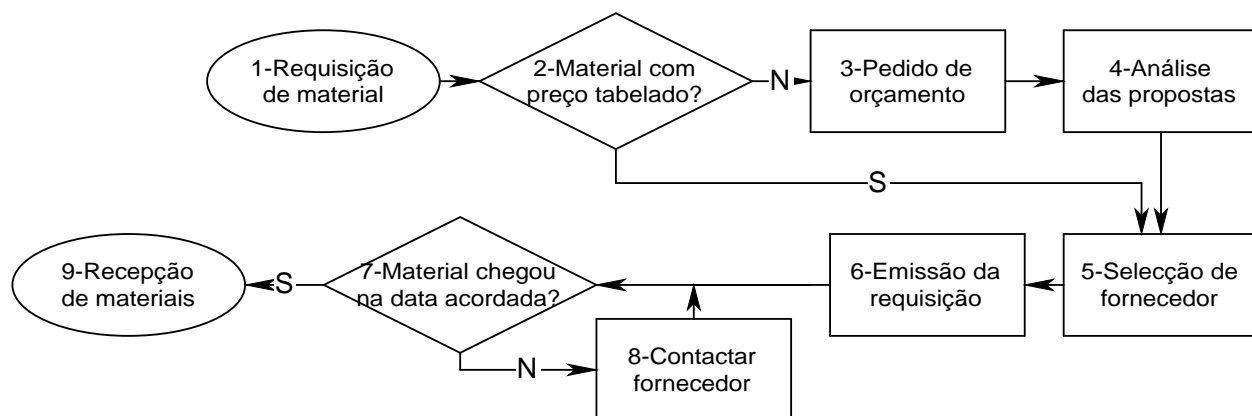 1-Requisição
de material
2-Material com
preço tabelado?
N
3-Pedido de
orçamento
4-Análise
das propostas
S
5-Selecção de
fornecedor
6-Emissão da
requisição
7-Material chegou
na data acordada?
S
9-Recepção
de materiais
N
8-Contactar
fornecedor